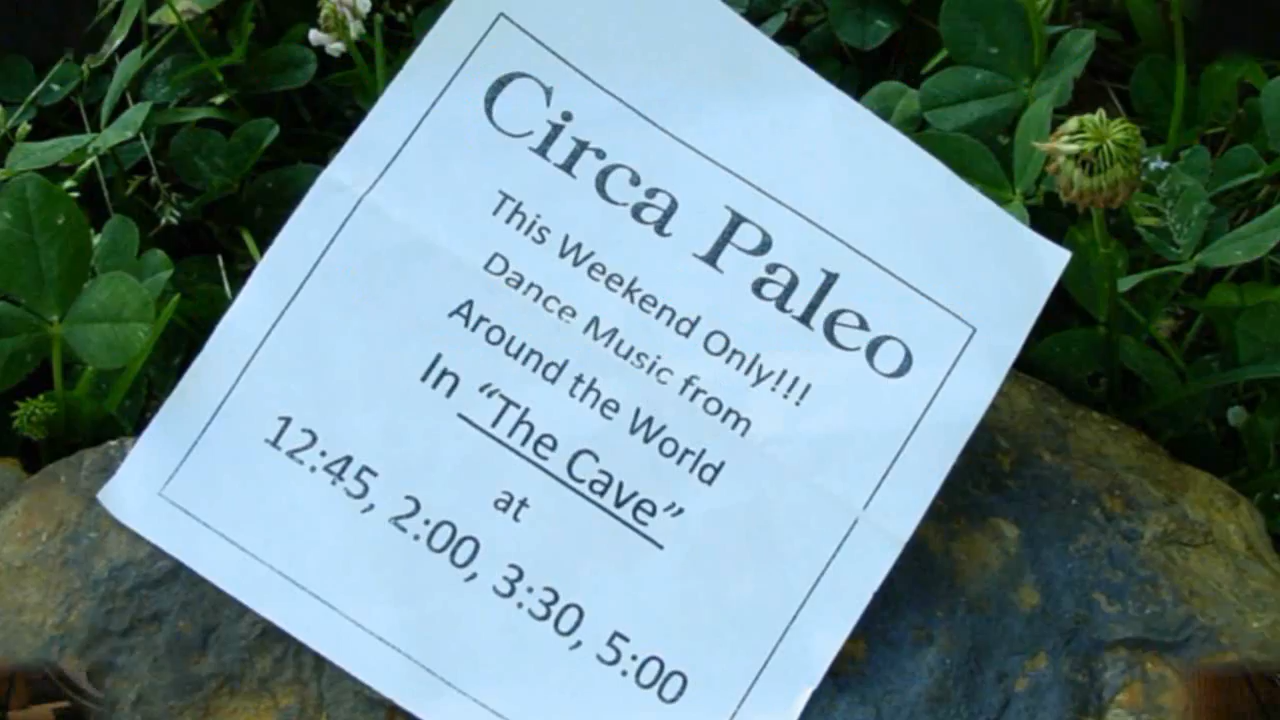 Circa Paleo
This Weekend Only!!!
Dance Music from
Around the World
In "The Cave"
at
12:45, 2:00, 3:30, 5:00